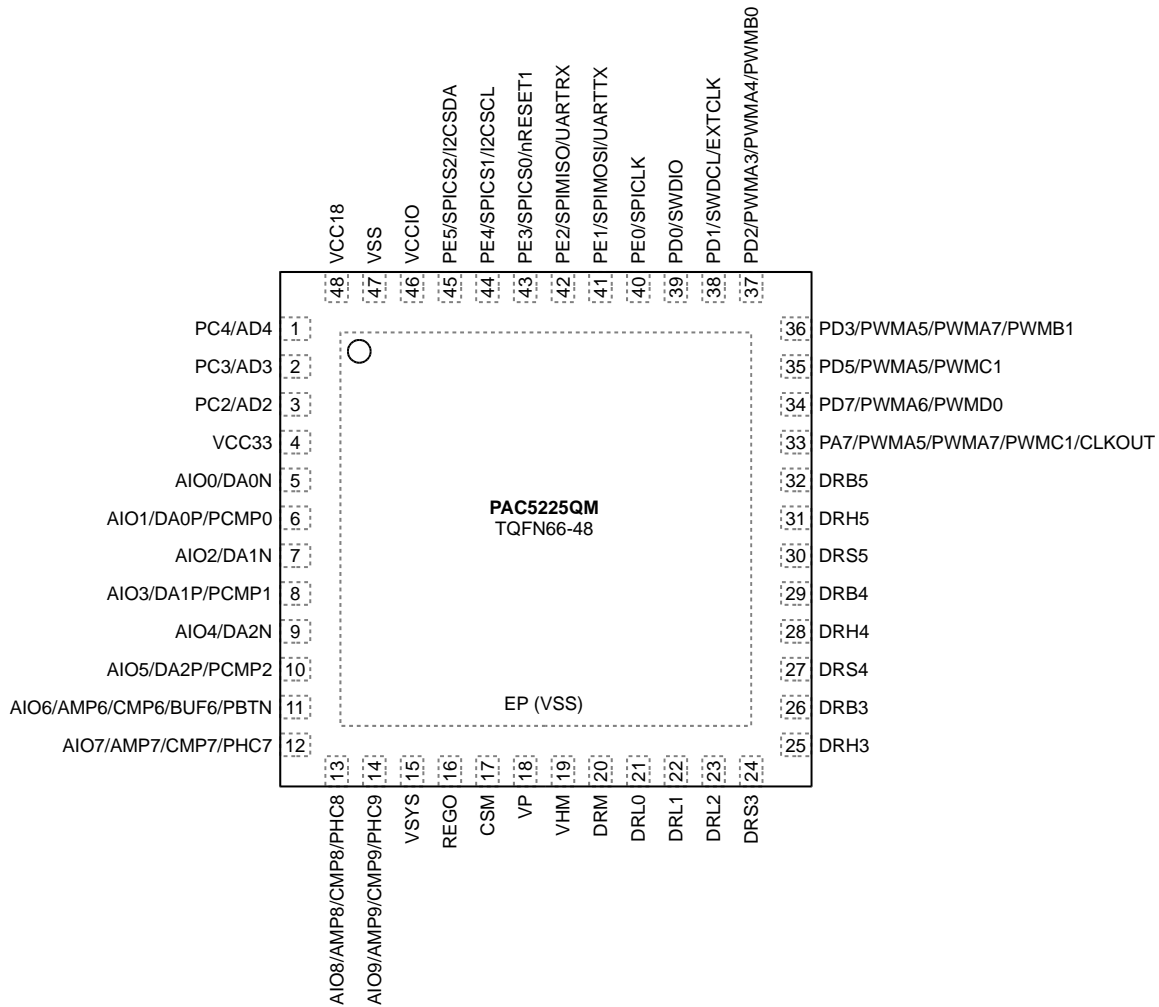 VCC18
VSS
VCCIO
PE5/SPICS2/I2CSDA
PE4/SPICS1/I2CSCL
PE3/SPICS0/nRESET1
PE2/SPIMISO/UARTRX
PE1/SPIMOSI/UARTTX
PE0/SPICLK
PD0/SWDIO
PD1/SWDCL/EXTCLK
PD2/PWMA3/PWMA4/PWMB0
48
47
46
45
44
43
42
41
40
39
38
37
PC4/AD4 1
PC3/AD3 2
PC2/AD2 3
VCC33 4
AIO0/DA0N 5
AIO1/DA0P/PCMP0 6
AIO2/DA1N 7
AIO3/DA1P/PCMP1 8
AIO4/DA2N 9
AIO5/DA2P/PCMP2 10
AIO6/AMP6/CMP6/BUF6/PBTN 11
AIO7/AMP7/CMP7/PHC7 12
PAC5225QM
TQFN66-48
EP (VSS)
36 PD3/PWMA5/PWMA7/PWMB1
35 PD5/PWMA5/PWMC1
34 PD7/PWMA6/PWMD0
33 PA7/PWMA5/PWMA7/PWMC1/CLKOUT
32 DRB5
31 DRH5
30 DRS5
29 DRB4
28 DRH4
27 DRS4
26 DRB3
25 DRH3
13
14
15
16
17
18
19
20
21
22
23
24
AIO8/AMP8/CMP8/PHC8
AIO9/AMP9/CMP9/PHC9
VSYS
REGO
CSM
VP
VHM
DRM
DRL0
DRL1
DRL2
DRS3